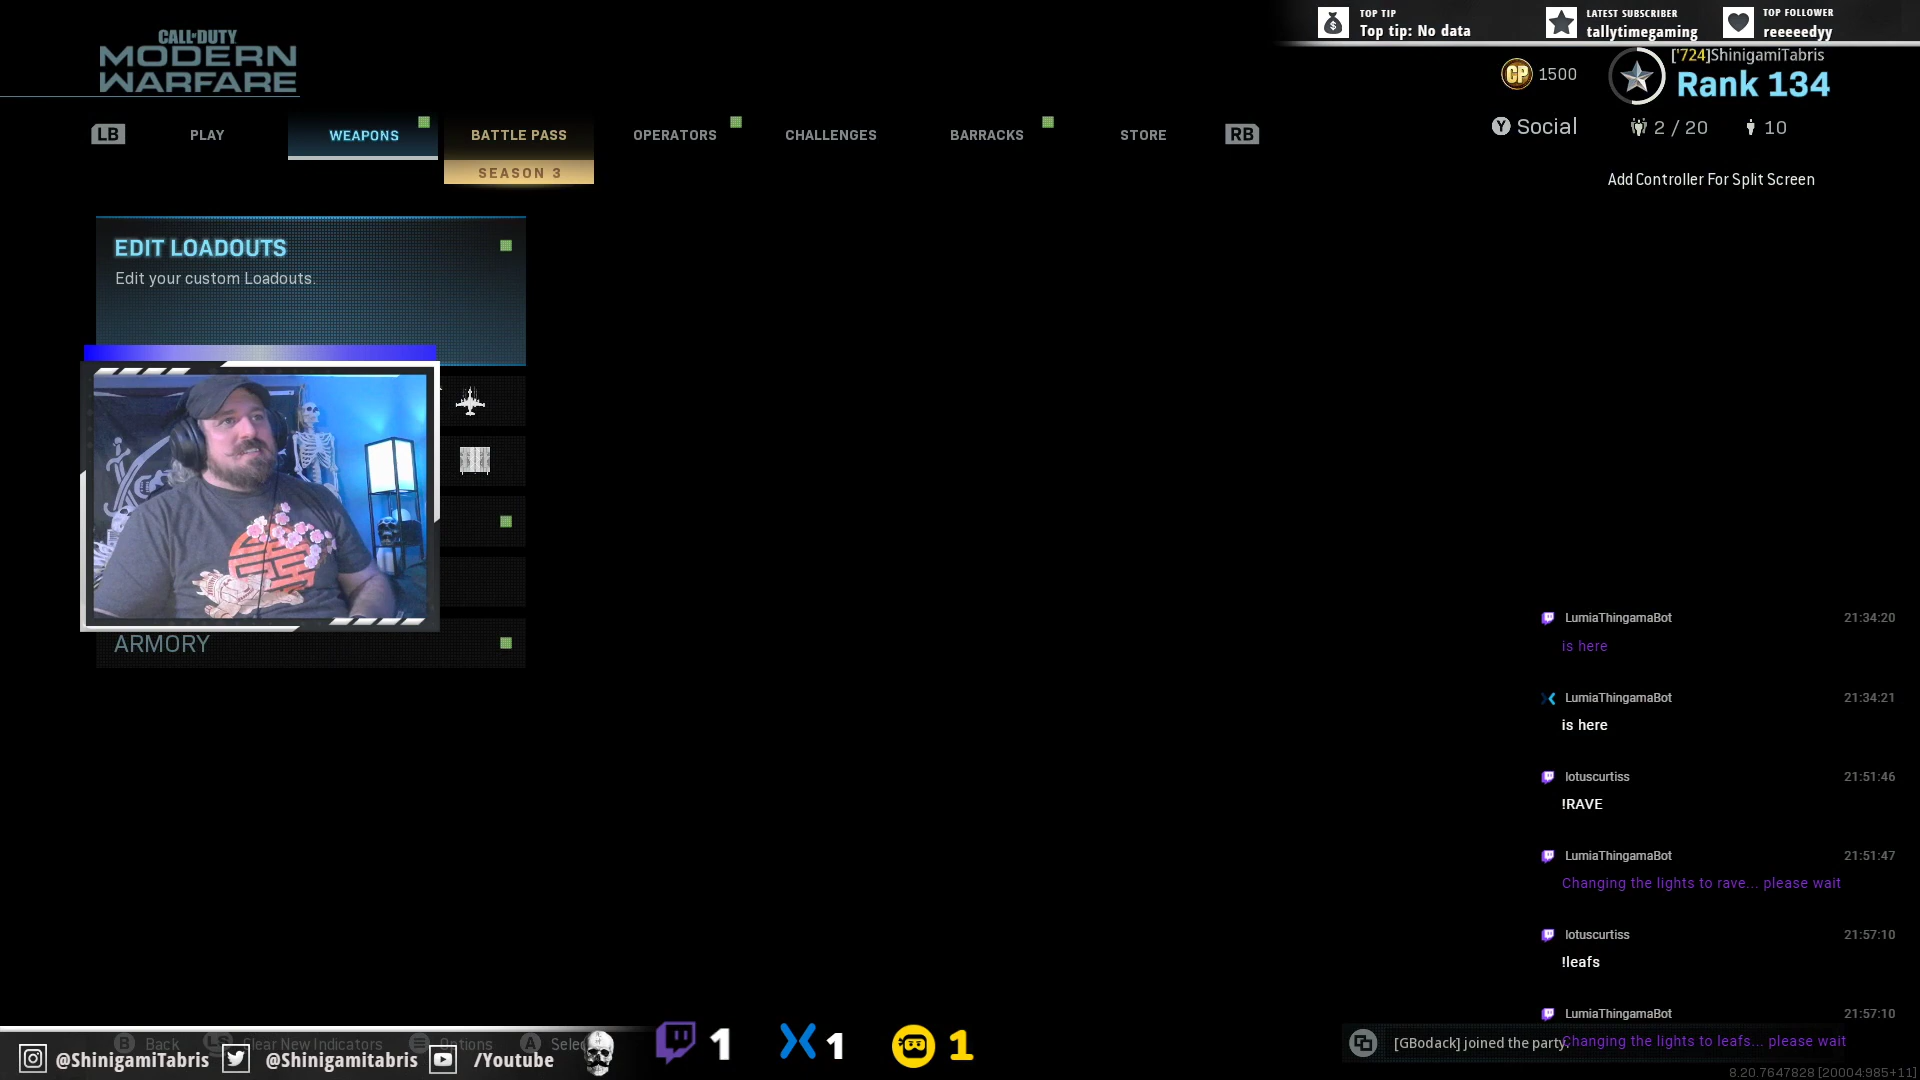 TOP TIP
Top tip: No data
LATEST SUBSCRIBER
tallytimegaming
TOP FOLLOWER
reeeeedyy
CALL OF DUTY
MODERN
WARFARE
CP 1500
['724]ShinigamiTabris
Rank 134
LB PLAY WEAPONS BATTLE PASS OPERATORS CHALLENGES BARRACKS STORE RB
SEASON 3
Y Social 2 / 20 10
Add Controller For Split Screen
EDIT LOADOUTS
Edit your custom Loadouts.
ARMORY
LumiaThingamaBot 21:34:20
is here
LumiaThingamaBot 21:34:21
is here
lotuscurtiss 21:51:46
!RAVE
LumiaThingamaBot 21:51:47
Changing the lights to rave... please wait
lotuscurtiss 21:57:10
!leafs
LumiaThingamaBot 21:57:10
Changing the lights to leafs... please wait
[GBodack] joined the party.
B Back LS Clear New Indicators Options A
@ShinigamiTabris @Shinigamitabris /Youtube
1 1 1
8.20.7647828 [20004:985+11]